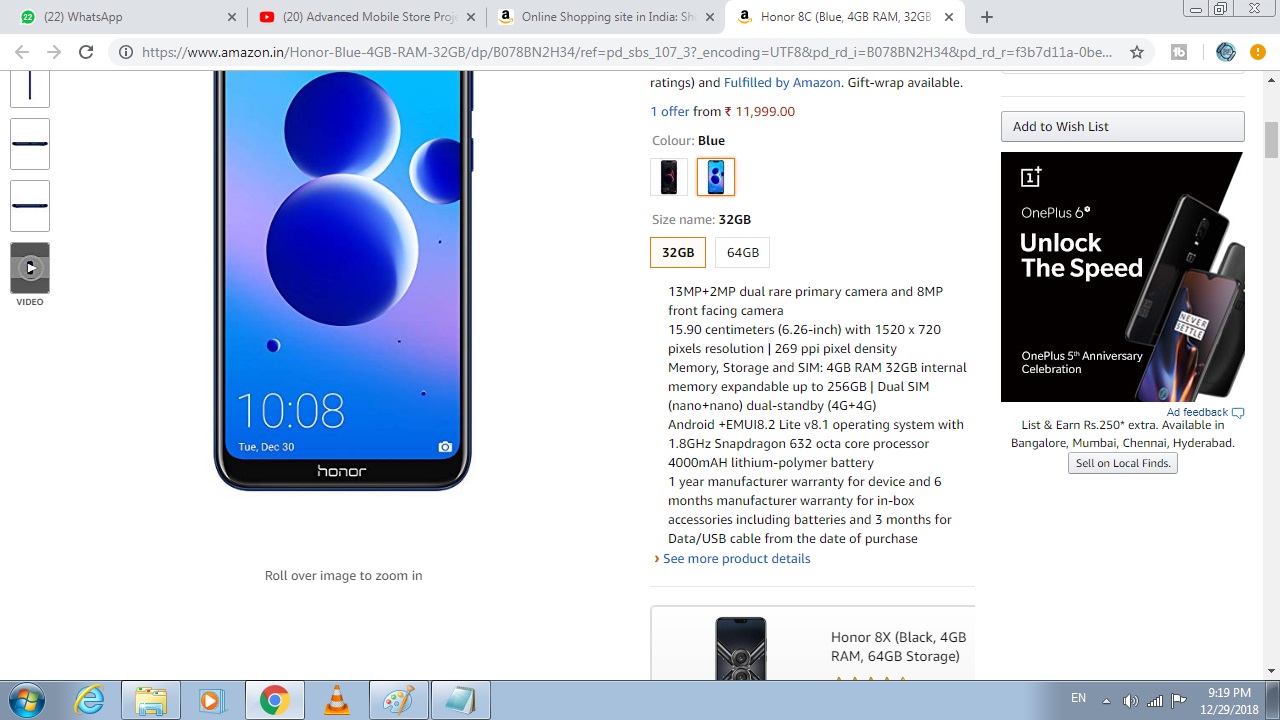 (22) WhatsApp
(20) Advanced Mobile Store Proje
Online Shopping site in India: Sh
Honor 8C (Blue, 4GB RAM, 32GB
https://www.amazon.in/Honor-Blue-4GB-RAM-32GB/dp/B078BN2H34/ref=pd_sbs_107_3?_encoding=UTF8&pd_rd_i=B078BN2H34&pd_rd_r=f3b7d11a-0be...
VIDEO
10:08
Tue, Dec 30
honor
Roll over image to zoom in
ratings) and Fulfilled by Amazon. Gift-wrap available.
1 offer from ₹ 11,999.00
Colour: Blue
Size name: 32GB
32GB
64GB
13MP+2MP dual rare primary camera and 8MP
front facing camera
15.90 centimeters (6.26-inch) with 1520 x 720
pixels resolution | 269 ppi pixel density
Memory, Storage and SIM: 4GB RAM 32GB internal
memory expandable up to 256GB | Dual SIM
(nano+nano) dual-standby (4G+4G)
Android +EMUI8.2 Lite v8.1 operating system with
1.8GHz Snapdragon 632 octa core processor
4000mAH lithium-polymer battery
1 year manufacturer warranty for device and 6
months manufacturer warranty for in-box
accessories including batteries and 3 months for
Data/USB cable from the date of purchase
› See more product details
Honor 8X (Black, 4GB
RAM, 64GB Storage)
Add to Wish List
OnePlus 6T
Unlock
The Speed
NEVER
SETTLE
OnePlus 5th Anniversary
Celebration
Ad feedback
List & Earn Rs.250* extra. Available in
Bangalore, Mumbai, Chennai, Hyderabad.
Sell on Local Finds.
EN
9:19 PM
12/29/2018